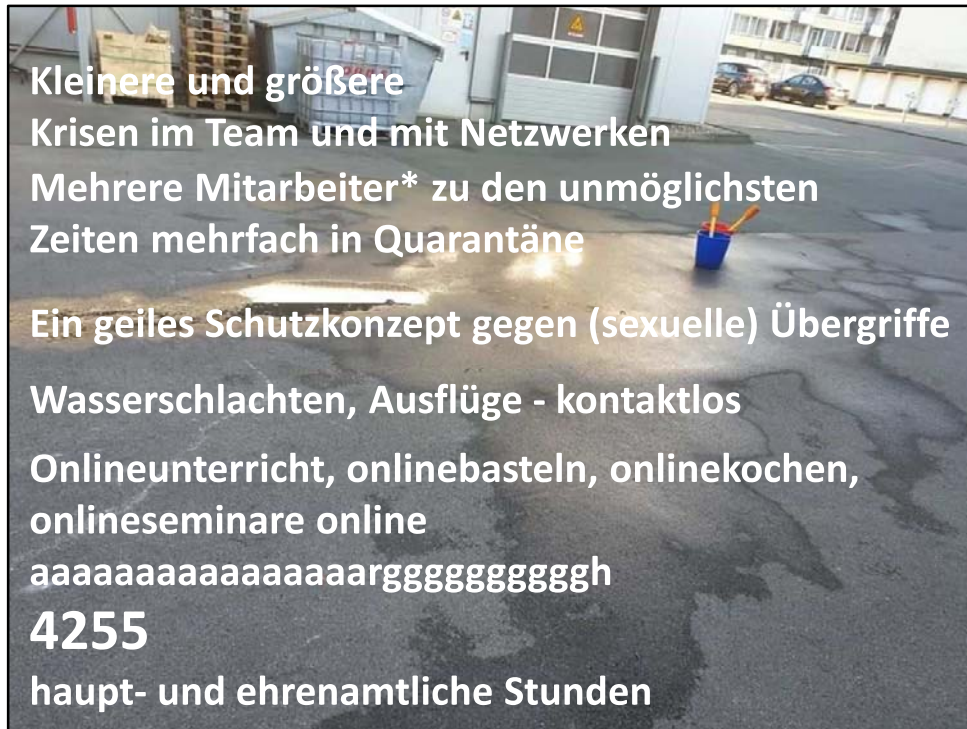 Kleinere und größere
Krisen im Team und mit Netzwerken
Mehrere Mitarbeiter* zu den unmöglichsten
Zeiten mehrfach in Quarantäne
Ein geiles Schutzkonzept gegen (sexuelle) Übergriffe
Wasserschlachten, Ausflüge - kontaktlos
Onlineunterricht, onlinebasteln, onlinekochen,
onlineseminare online
aaaaaaaaaaaaaaaaarggggggggggh
4255
haupt- und ehrenamtliche Stunden